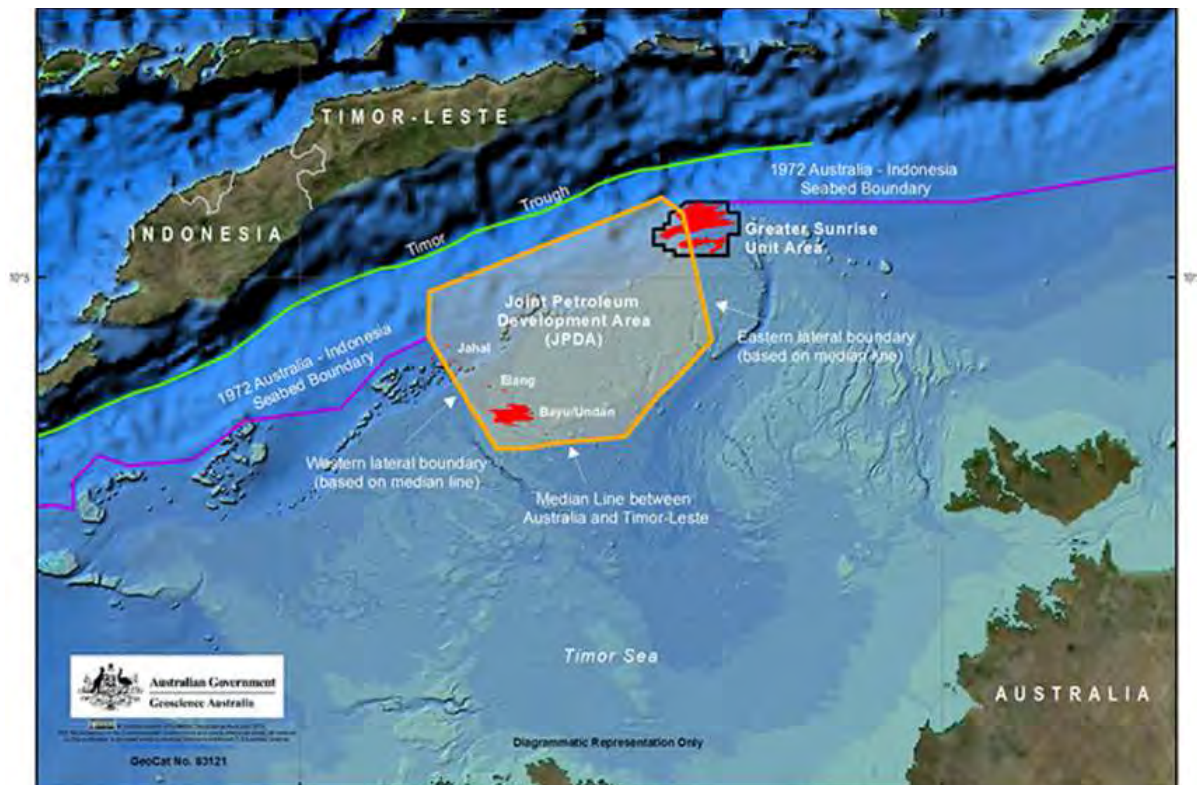 TIMOR-LESTE
INDONESIA
Timor
Trough
1972 Australia - Indonesia
Seabed Boundary
Greater Sunrise
Unit Area
10°S
10°
Joint Petroleum
Development Area
(JPDA)
Eastern lateral boundary
(based on median line)
Jahal
1972 Australia - Indonesia
Seabed Boundary
Elang
Bayu/Undan
Western lateral boundary
(based on median line)
Median Line between
Australia and Timor-Leste
Timor Sea
AUSTRALIA
Australian Government
Geoscience Australia
GeoCat No. 83121
Diagrammatic Representation Only